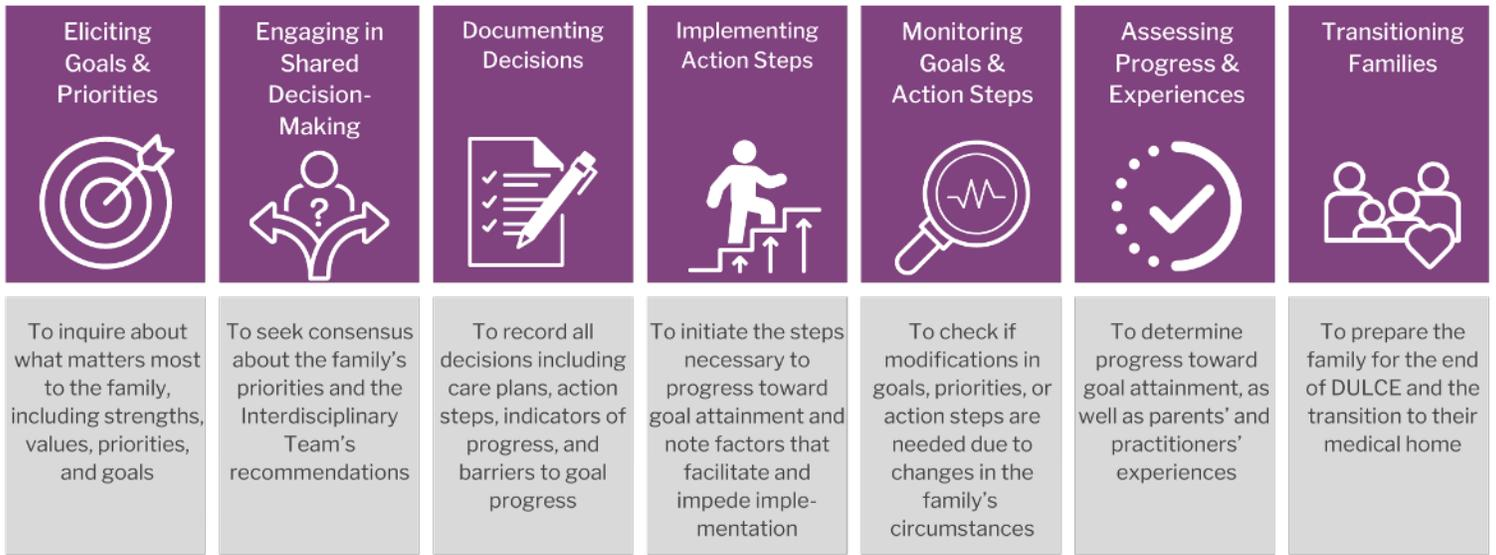 Eliciting
Goals &
Priorities
To inquire about
what matters most
to the family,
including strengths,
values, priorities,
and goals
Engaging in
Shared
Decision-
Making
?
To seek consensus
about the family's
priorities and the
Interdisciplinary
Team's
recommendations
Documenting
Decisions
To record all
decisions including
care plans, action
steps, indicators of
progress, and
barriers to goal
progress
Implementing
Action Steps
To initiate the steps
necessary to
progress toward
goal attainment and
note factors that
facilitate and
impede imple-
mentation
Monitoring
Goals &
Action Steps
To check if
modifications in
goals, priorities, or
action steps are
needed due to
changes in the
family's
circumstances
Assessing
Progress &
Experiences
To determine
progress toward
goal attainment, as
well as parents' and
practitioners'
experiences
Transitioning
Families
To prepare the
family for the end
of DULCE and the
transition to their
medical home